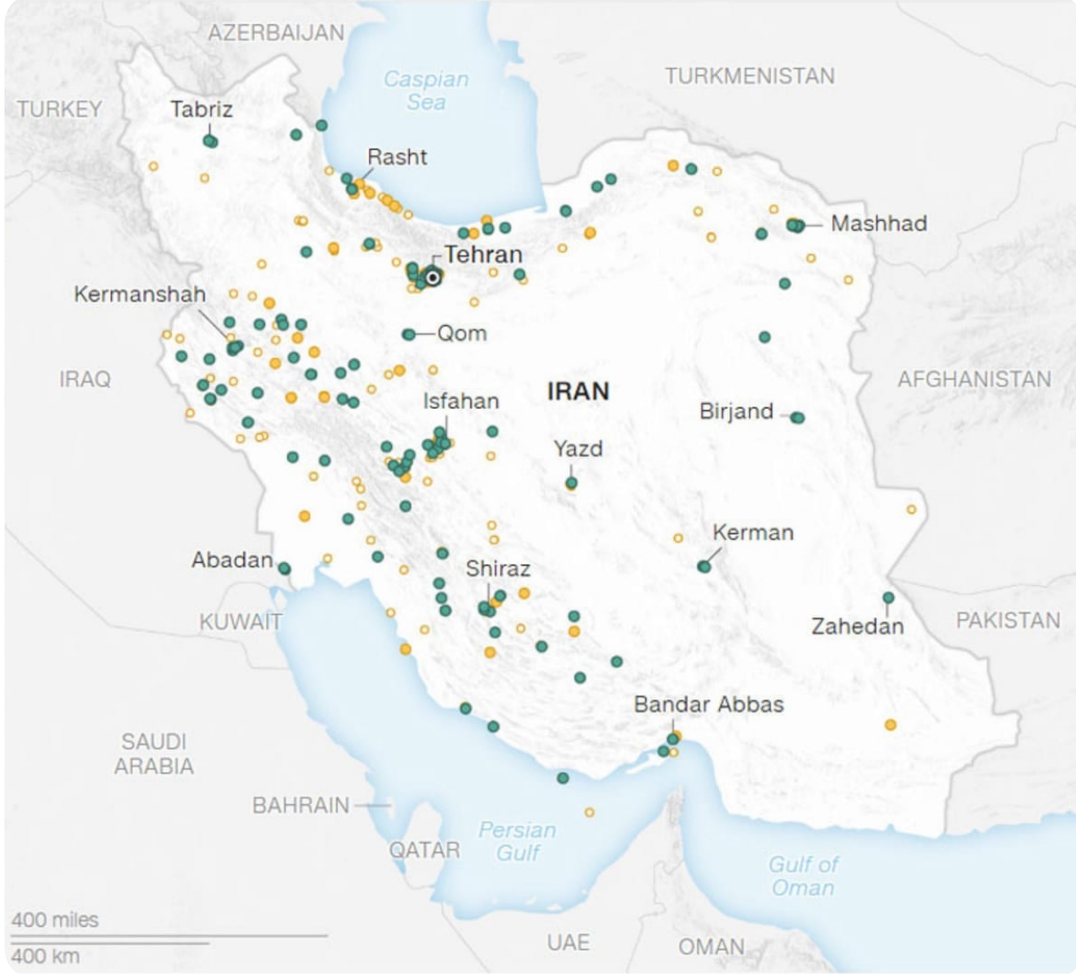 AZERBAIJAN
Caspian
Sea
TURKMENISTAN
TURKEY
Tabriz
Rasht
Mashhad
Tehran
Kermanshah
Qom
IRAQ
IRAN
AFGHANISTAN
Isfahan
Birjand
Yazd
Kerman
Abadan
Shiraz
KUWAIT
Zahedan
PAKISTAN
Bandar Abbas
SAUDI
ARABIA
BAHRAIN
Persian
Gulf
QATAR
Gulf of
Oman
400 miles
400 km
UAE
OMAN